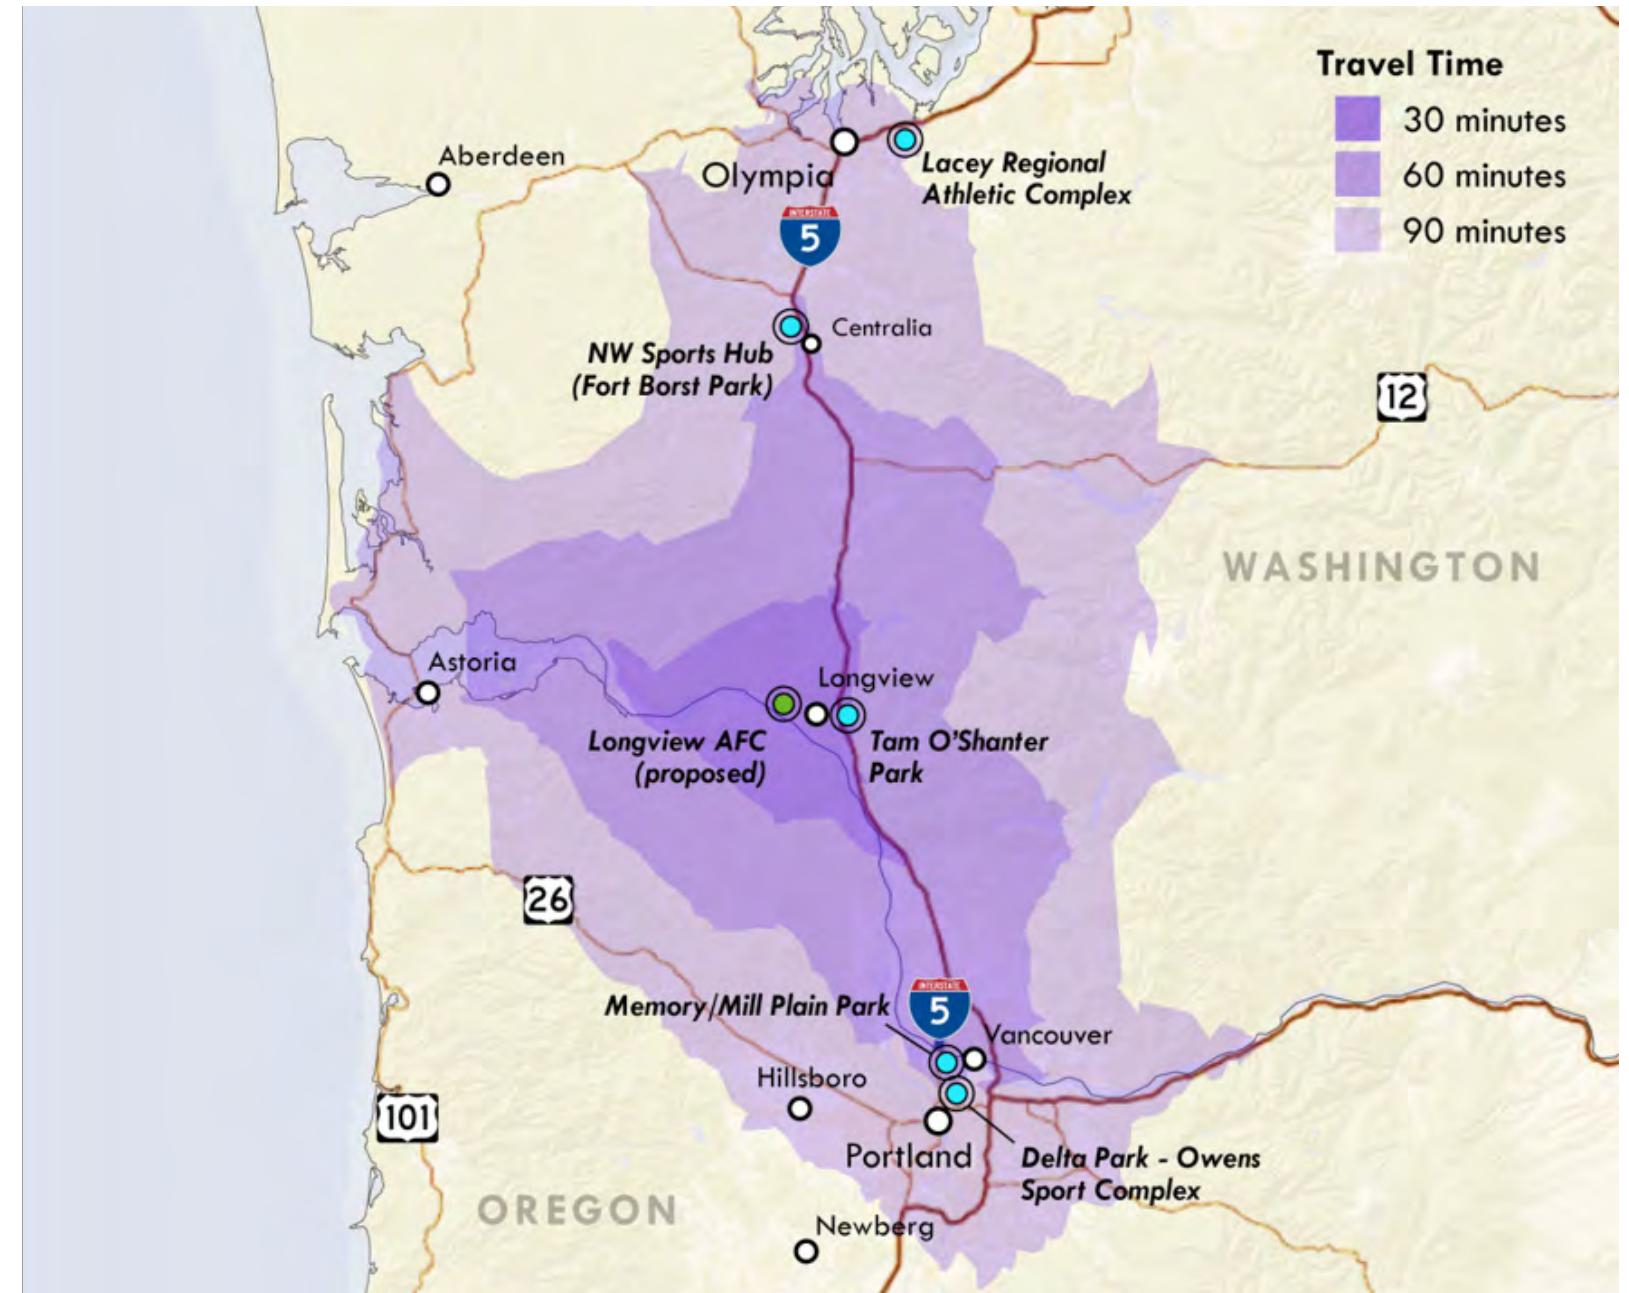 Travel Time
30 minutes
60 minutes
90 minutes
Aberdeen
Olympia
Lacey Regional
Athletic Complex
INTERSTATE
5
Centralia
NW Sports Hub
(Fort Borst Park)
12
WASHINGTON
Astoria
Longview
Longview AFC
(proposed)
Tam O'Shanter
Park
26
INTERSTATE
5
Memory/Mill Plain Park
Vancouver
Hillsboro
101
Portland
Delta Park - Owens
Sport Complex
OREGON
Newberg